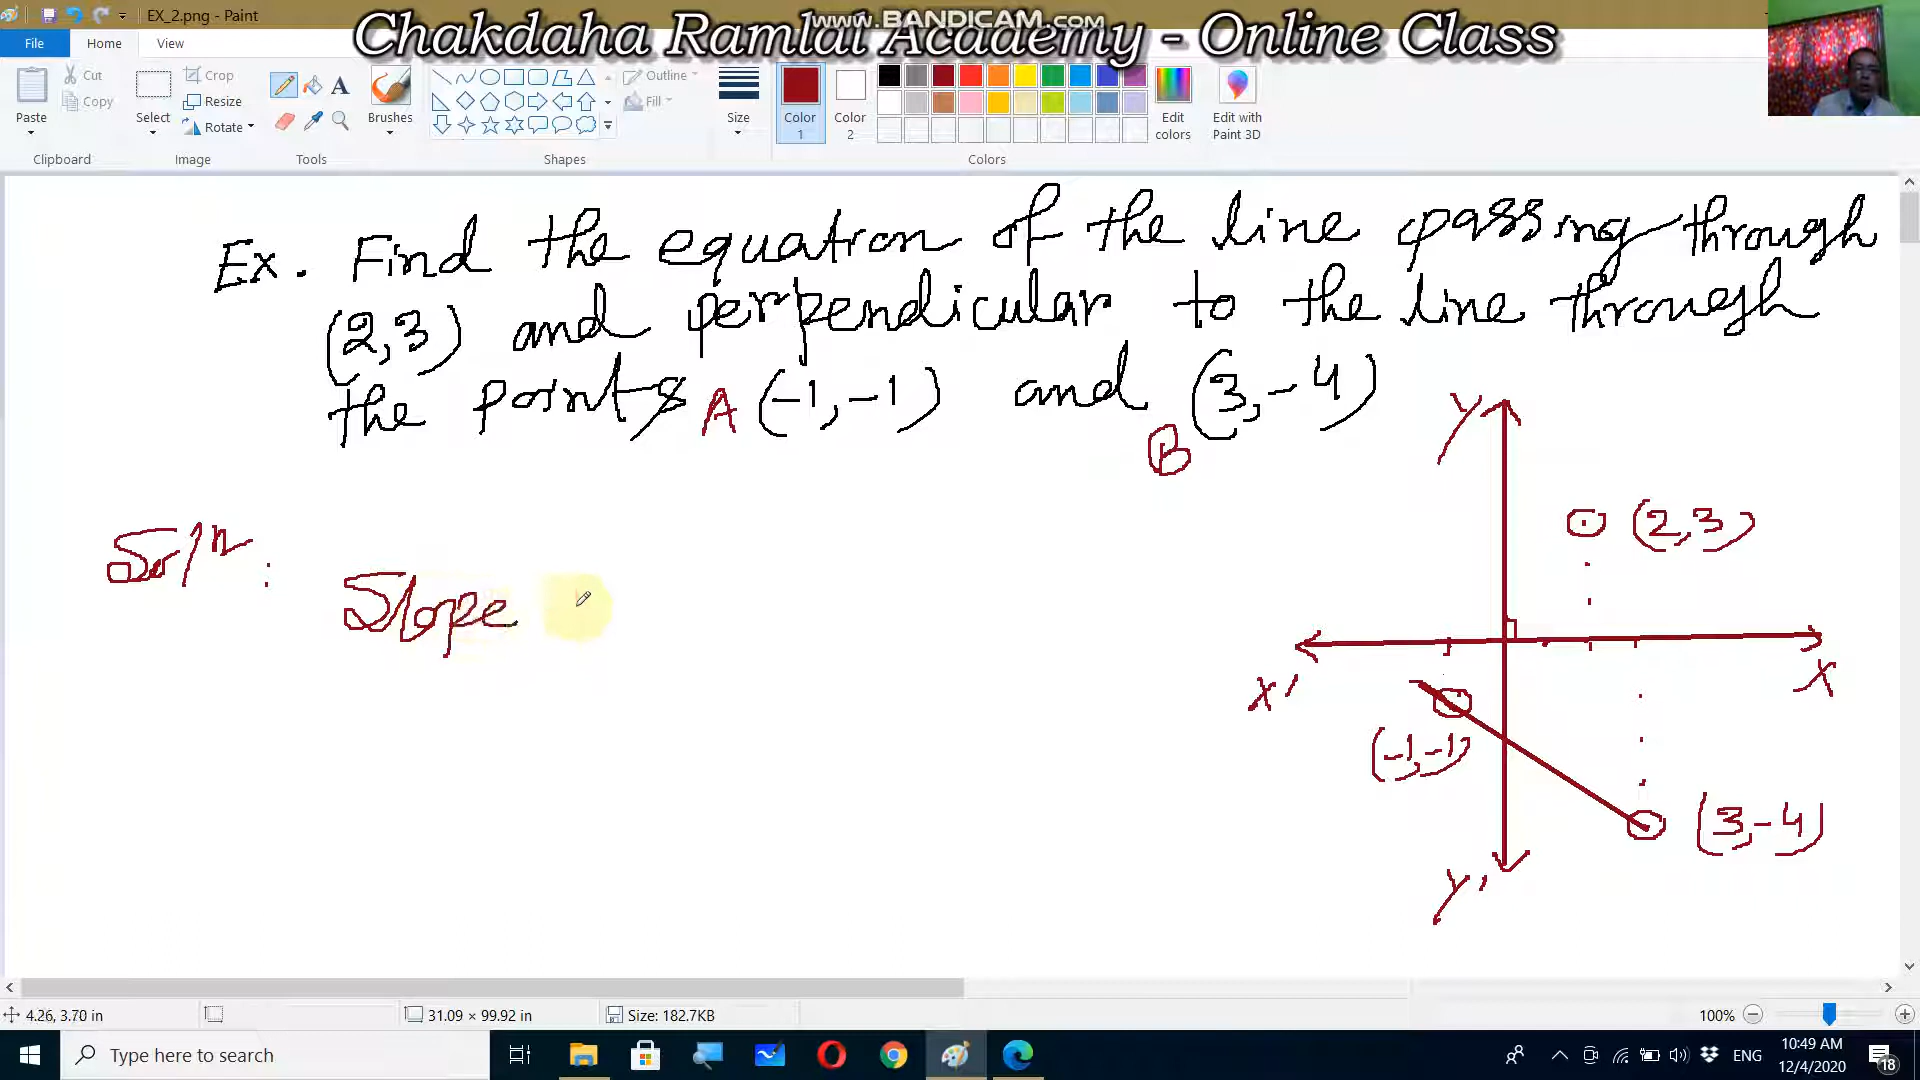 EX_2.png - Paint
www.BANDICAM.com
Chakdaha Ramlal Academy - Online Class
File Home View
Paste
Cut
Copy
Clipboard
Select
Crop
Resize
Rotate
Image
Tools
Brushes
Shapes
Outline
Fill
Size
Color 1
Color 2
Colors
Edit colors
Edit with Paint 3D
Ex. Find the equation of the line passing through
(2,3) and perpendicular to the line through
the points A (-1,-1) and B (3,-4)
Sol^n :
Slope
Y
(2,3)
X'
X
(-1,-1)
(3,-4)
Y'
4.26, 3.70 in
31.09 × 99.92 in
Size: 182.7KB
100%
Type here to search
ENG
10:49 AM
12/4/2020
18